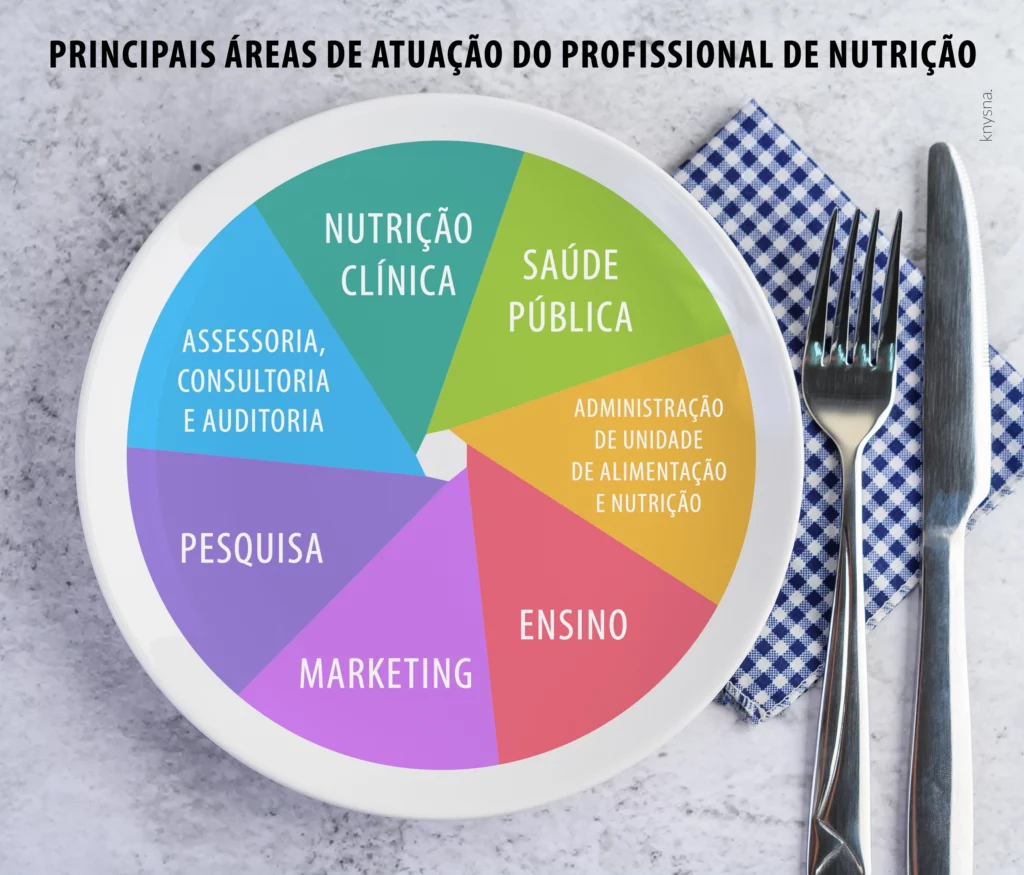 PRINCIPAIS ÁREAS DE ATUAÇÃO DO PROFISSIONAL DE NUTRIÇÃO
knysna.
NUTRIÇÃO
CLÍNICA
SAÚDE
PÚBLICA
ADMINISTRAÇÃO
DE UNIDADE
DE ALIMENTAÇÃO
E NUTRIÇÃO
ENSINO
MARKETING
PESQUISA
ASSESSORIA,
CONSULTORIA
E AUDITORIA